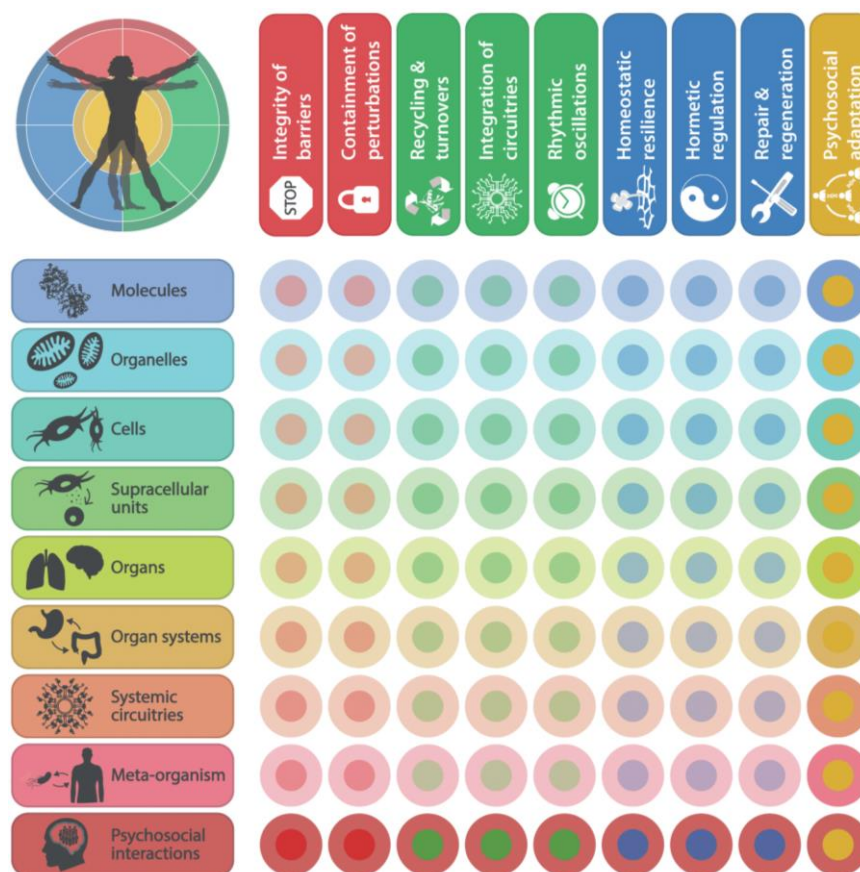 Integrity of
barriers
STOP
Containment of
perturbations
Recycling &
turnovers
Integration of
circuitries
Rhythmic
oscillations
Homeostatic
resilience
Hormetic
regulation
Repair &
regeneration
Psychosocial
adaptation
Molecules
Organelles
Cells
Supracellular
units
Organs
Organ systems
Systemic
circuitries
Meta-organism
Psychosocial
interactions